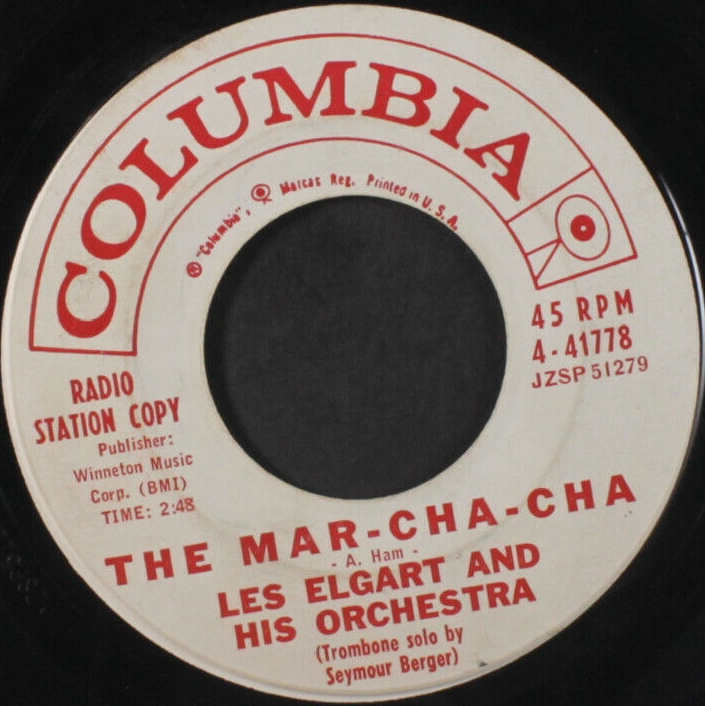 COLUMBIA
® "Columbia", Marcas Reg. Printed in U. S. A.
45 RPM
4-41778
JZSP 51279
RADIO
STATION COPY
Publisher:
Winneton Music
Corp. (BMI)
TIME: 2:48
THE MAR-CHA-CHA
- A. Ham -
LES ELGART AND
HIS ORCHESTRA
(Trombone solo by
Seymour Berger)